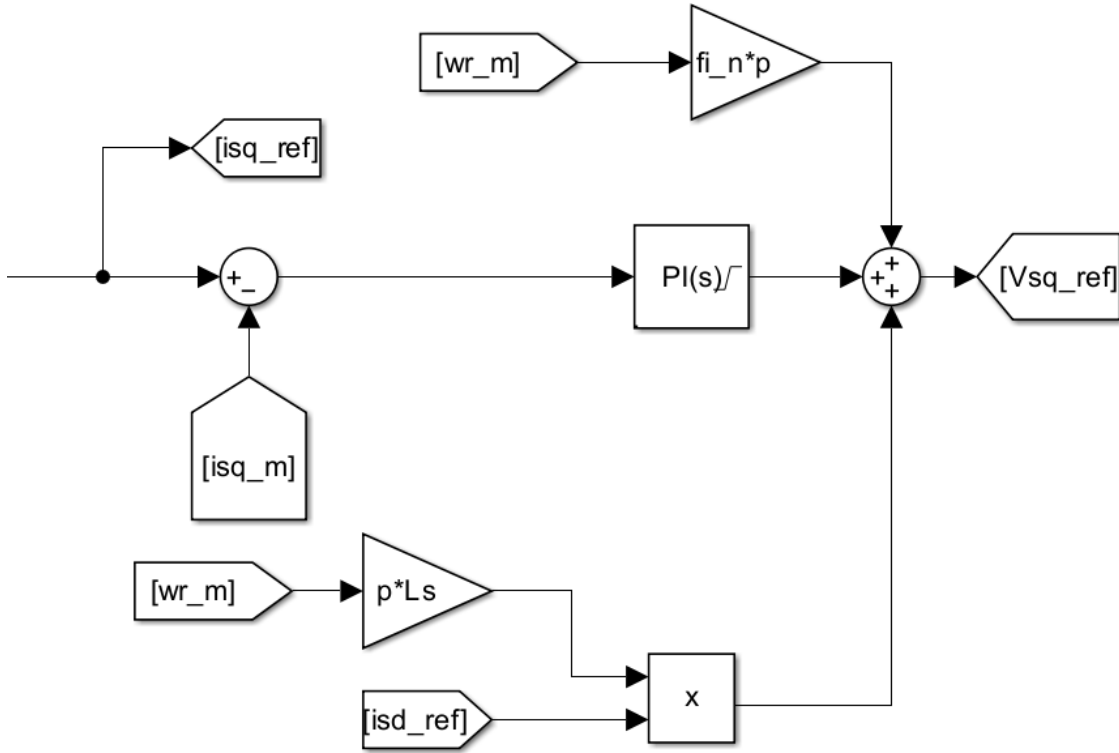 [wr_m]
fi_n*p
[isq_ref]
+
−
PI(s)
+
+
+
[Vsq_ref]
[isq_m]
[wr_m]
p*Ls
[isd_ref]
x